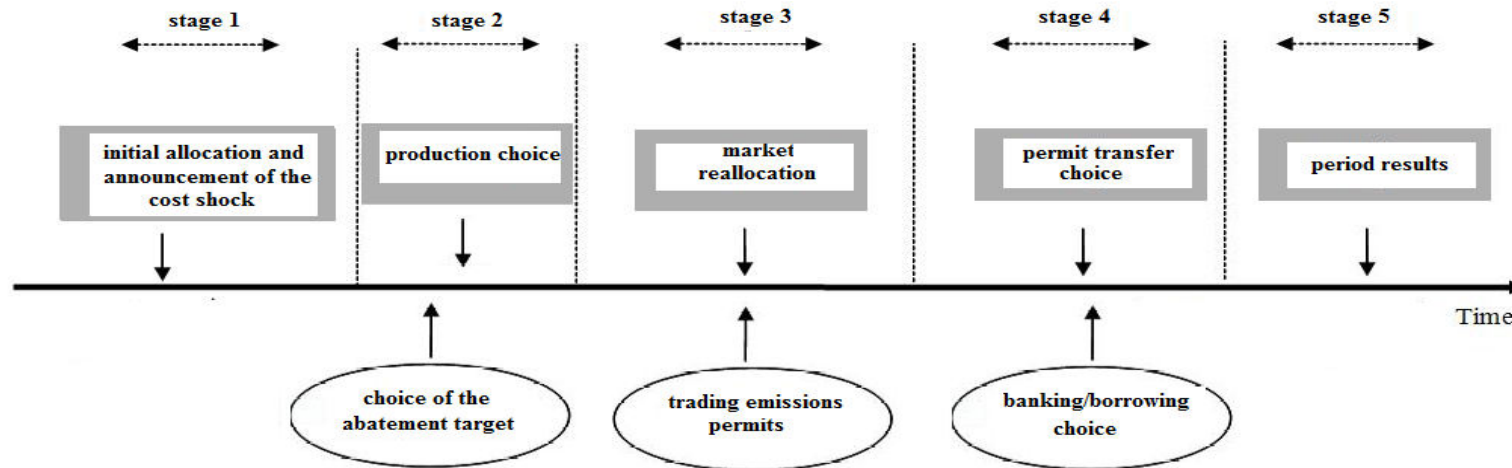 stage 1
stage 2
stage 3
stage 4
stage 5
initial allocation and
announcement of the
cost shock
production choice
market
reallocation
permit transfer
choice
period results
Time
choice of the
abatement target
trading emissions
permits
banking/borrowing
choice